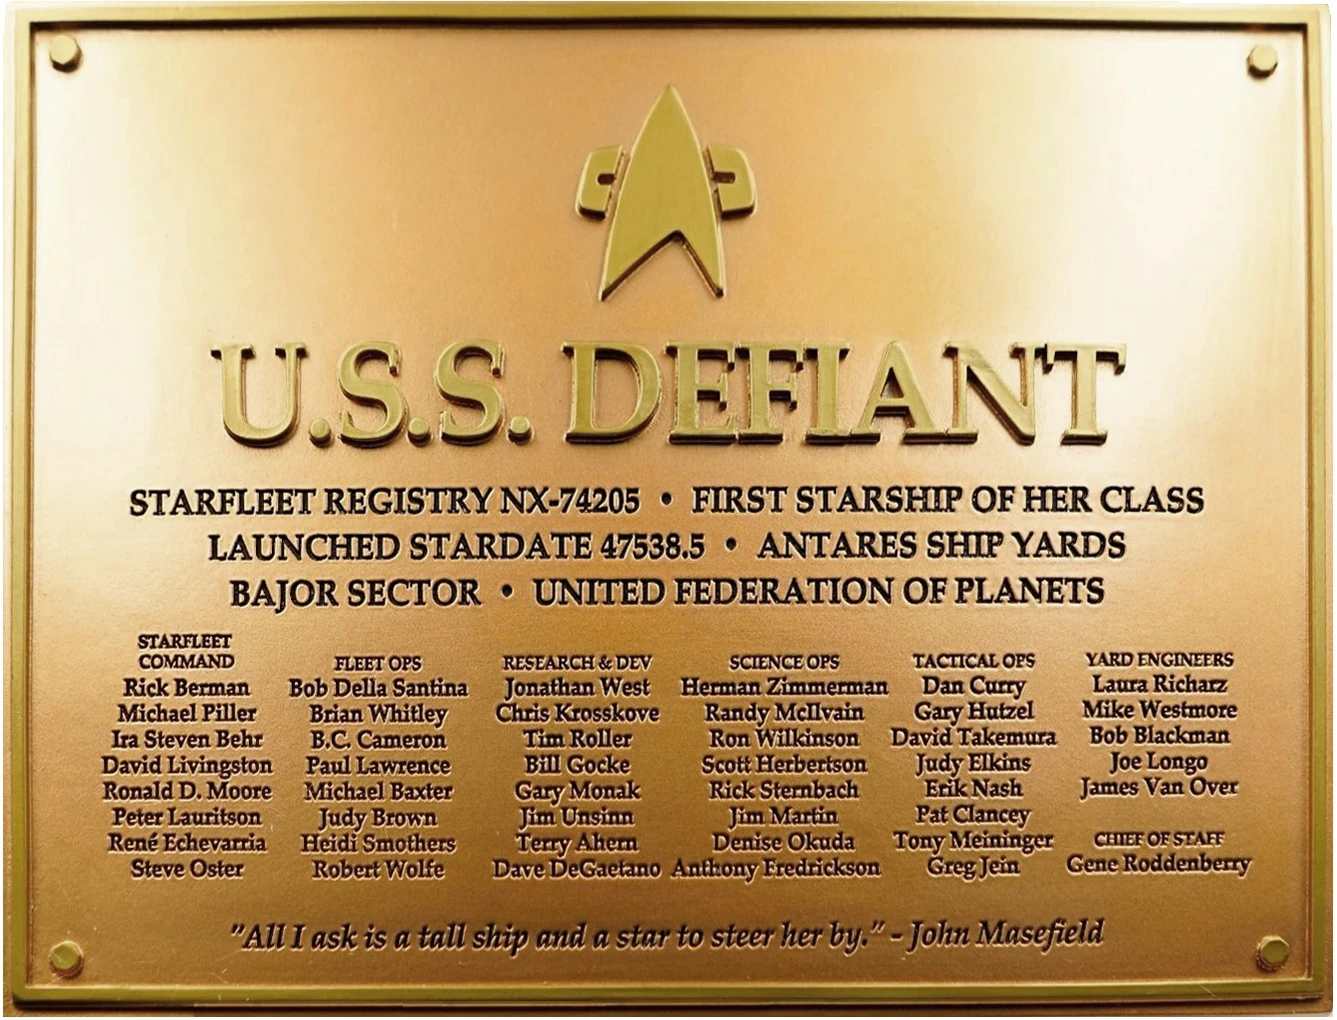 U.S.S. DEFIANT
STARFLEET REGISTRY NX-74205 • FIRST STARSHIP OF HER CLASS
LAUNCHED STARDATE 47538.5 • ANTARES SHIP YARDS
BAJOR SECTOR • UNITED FEDERATION OF PLANETS
STARFLEET
COMMAND
Rick Berman
Michael Piller
Ira Steven Behr
David Livingston
Ronald D. Moore
Peter Lauritson
René Echevarria
Steve Oster
FLEET OPS
Bob Della Santina
Brian Whitley
B.C. Cameron
Paul Lawrence
Michael Baxter
Judy Brown
Heidi Smothers
Robert Wolfe
RESEARCH & DEV
Jonathan West
Chris Krosskove
Tim Roller
Bill Gocke
Gary Monak
Jim Unsinn
Terry Ahern
Dave DeGaetano
SCIENCE OPS
Herman Zimmerman
Randy McIlvain
Ron Wilkinson
Scott Herbertson
Rick Sternbach
Jim Martin
Denise Okuda
Anthony Fredrickson
TACTICAL OPS
Dan Curry
Gary Hutzel
David Takemura
Judy Elkins
Erik Nash
Pat Clancey
Tony Meininger
Greg Jein
YARD ENGINEERS
Laura Richarz
Mike Westmore
Bob Blackman
Joe Longo
James Van Over
CHIEF OF STAFF
Gene Roddenberry
"All I ask is a tall ship and a star to steer her by." - John Masefield